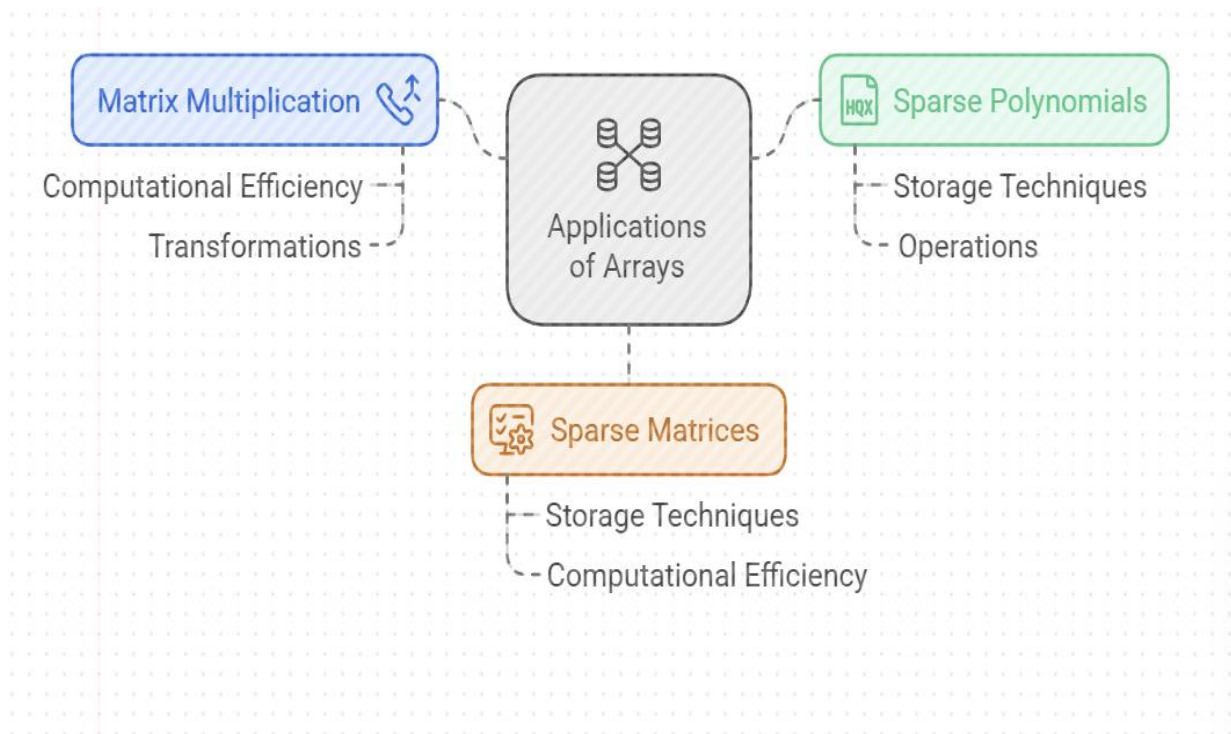 Matrix Multiplication
Computational Efficiency
Transformations
Applications
of Arrays
HQX
Sparse Polynomials
Storage Techniques
Operations
Sparse Matrices
Storage Techniques
Computational Efficiency